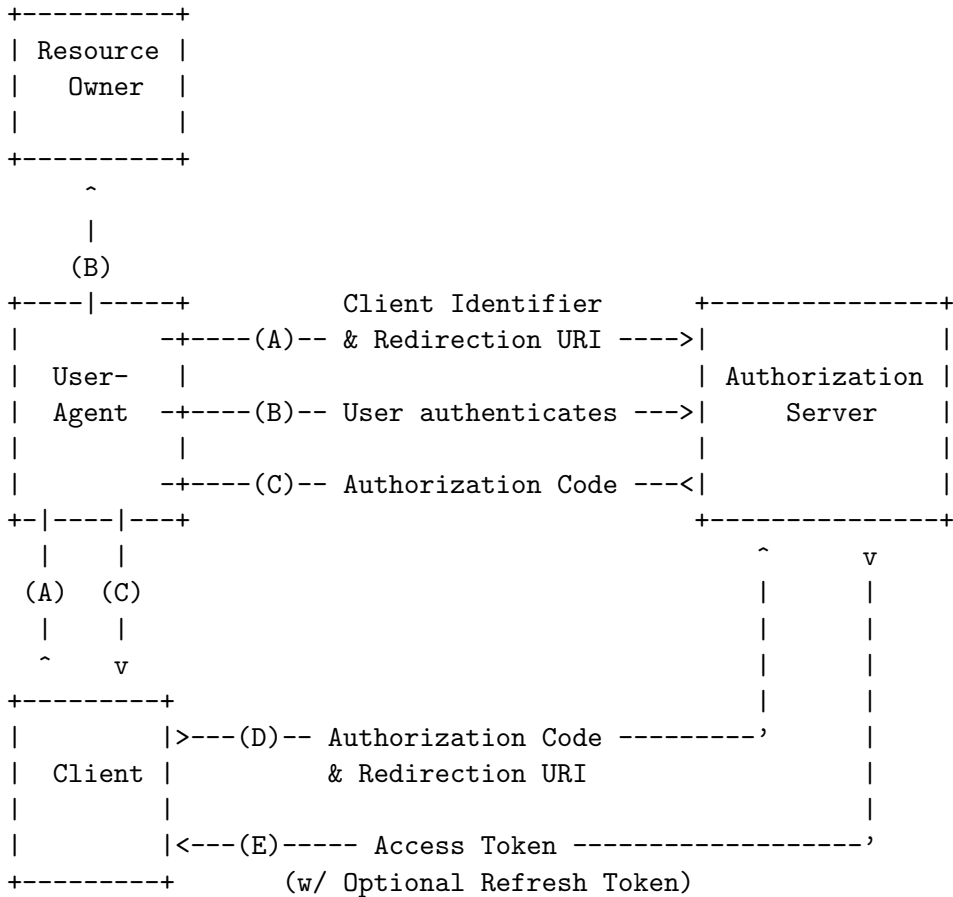 +----------+
| Resource |
|   Owner  |
|          |
+----------+
     ^
     |
    (B)
+----|-----+          Client Identifier      +---------------+
|         -+----(A)-- & Redirection URI ---->|               |
|  User-   |                                 | Authorization |
|  Agent  -+----(B)-- User authenticates --->|     Server    |
|          |                                 |               |
|         -+----(C)-- Authorization Code ---<|               |
+-|----|---+                                 +---------------+
  |    |                                         ^      v
 (A)  (C)                                        |      |
  |    |                                         |      |
  ^    v                                         |      |
+---------+                                      |      |
|         |>---(D)-- Authorization Code ---------'      |
|  Client |          & Redirection URI                  |
|         |                                             |
|         |<---(E)----- Access Token -------------------'
+---------+       (w/ Optional Refresh Token)